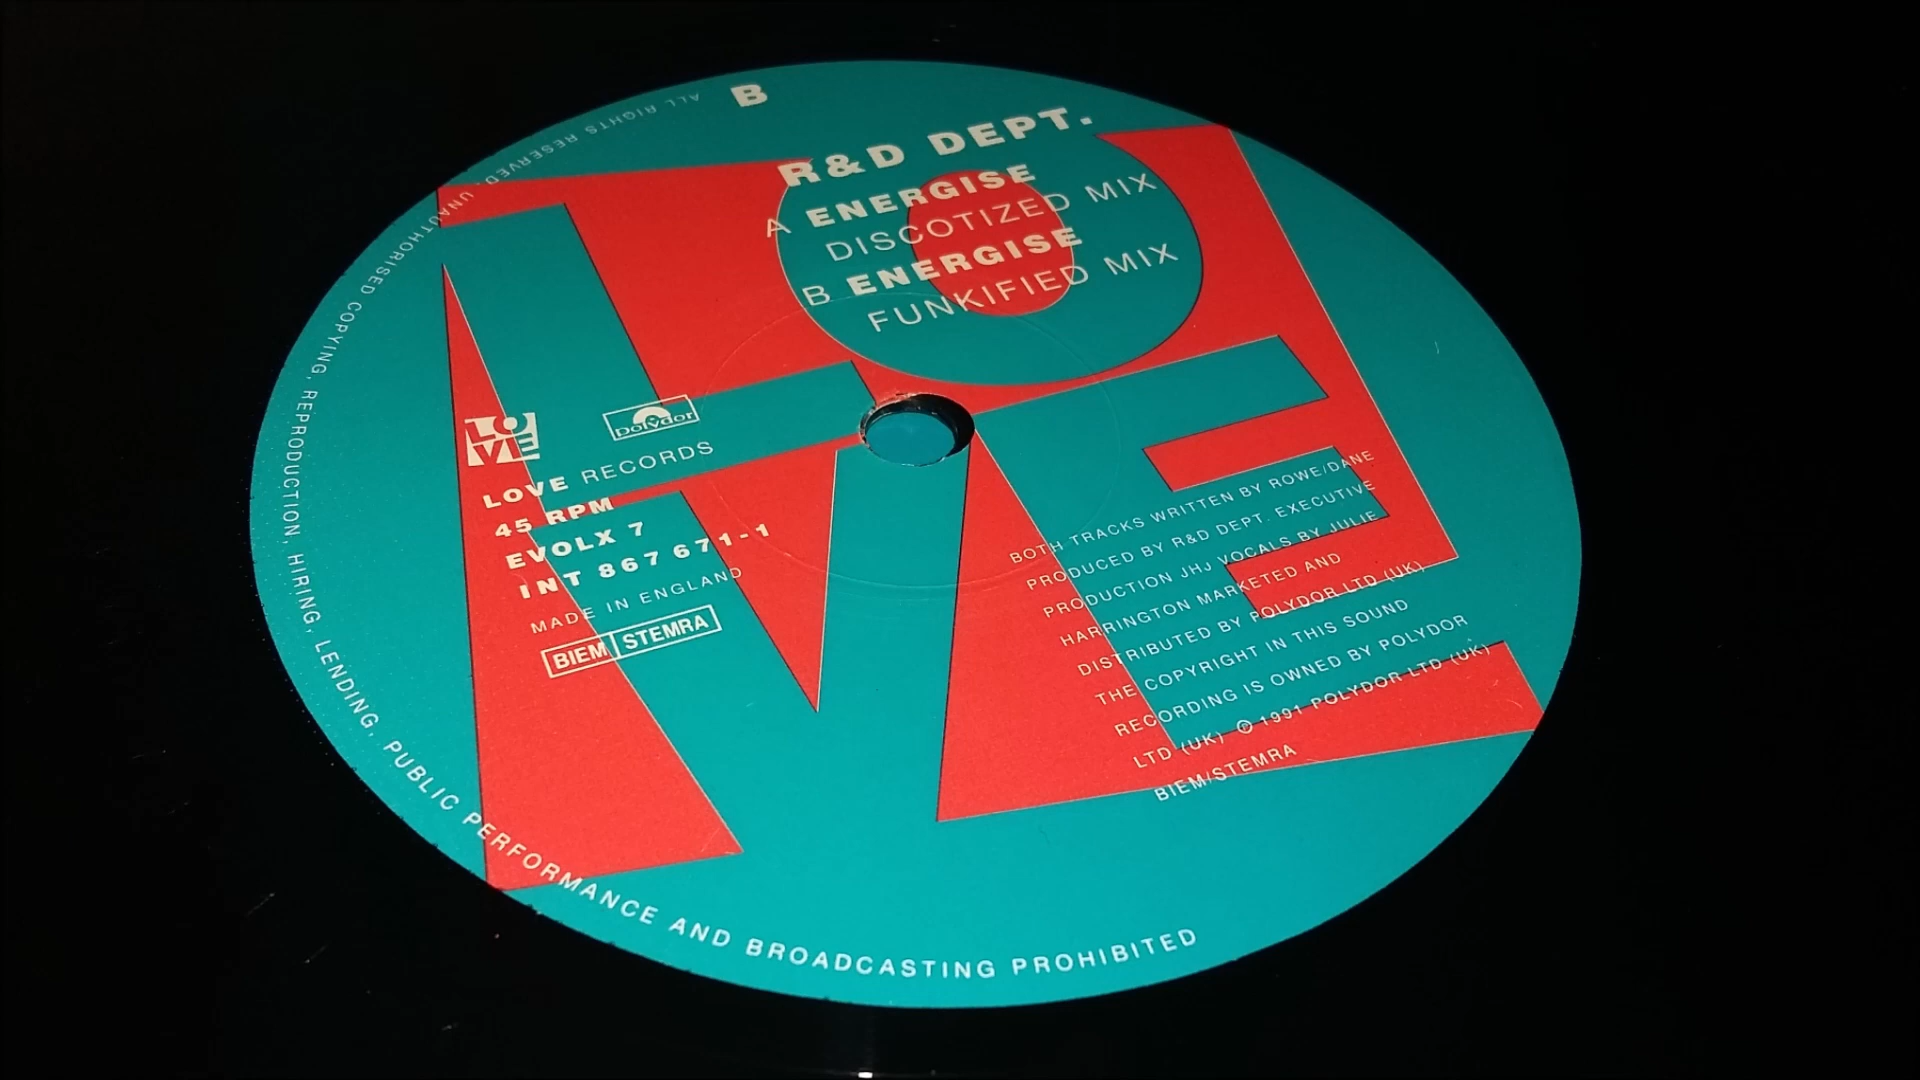 B
R&D DEPT.
A ENERGISE
DISCOTIZED MIX
B ENERGISE
FUNKIFIED MIX
LOVE
polydor
LOVE RECORDS
45 RPM
EVOLX 7
INT 867 671-1
MADE IN ENGLAND
BIEM STEMRA
BOTH TRACKS WRITTEN BY ROWE/DANE
PRODUCED BY R&D DEPT. EXECUTIVE
PRODUCTION JHJ VOCALS BY JULIE
HARRINGTON MARKETED AND
DISTRIBUTED BY POLYDOR LTD (UK)
THE COPYRIGHT IN THIS SOUND
RECORDING IS OWNED BY POLYDOR
LTD (UK) ℗ 1991 POLYDOR LTD (UK)
BIEM/STEMRA
ALL RIGHTS RESERVED. UNAUTHORISED COPYING, REPRODUCTION, HIRING, LENDING, PUBLIC PERFORMANCE AND BROADCASTING PROHIBITED